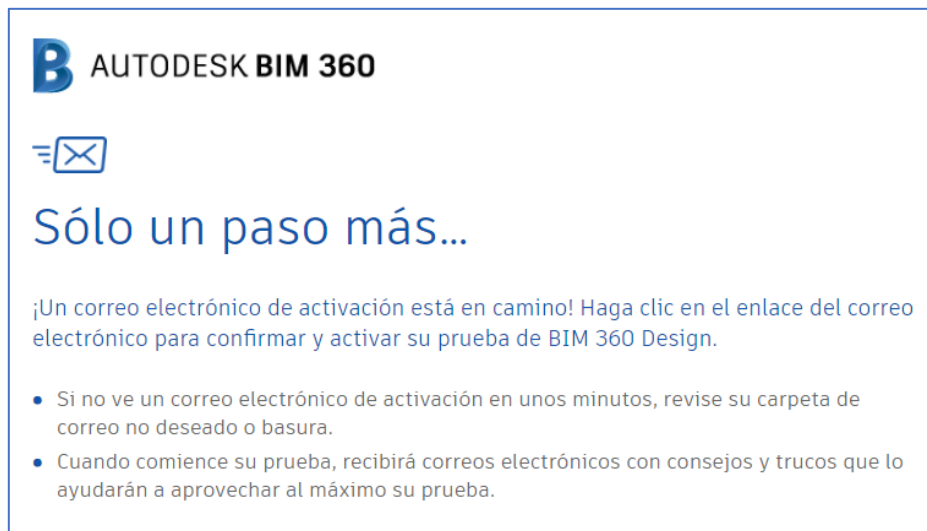 AUTODESK BIM 360
Sólo un paso más...
¡Un correo electrónico de activación está en camino! Haga clic en el enlace del correo
electrónico para confirmar y activar su prueba de BIM 360 Design.
• Si no ve un correo electrónico de activación en unos minutos, revise su carpeta de
correo no deseado o basura.
• Cuando comience su prueba, recibirá correos electrónicos con consejos y trucos que lo
ayudarán a aprovechar al máximo su prueba.